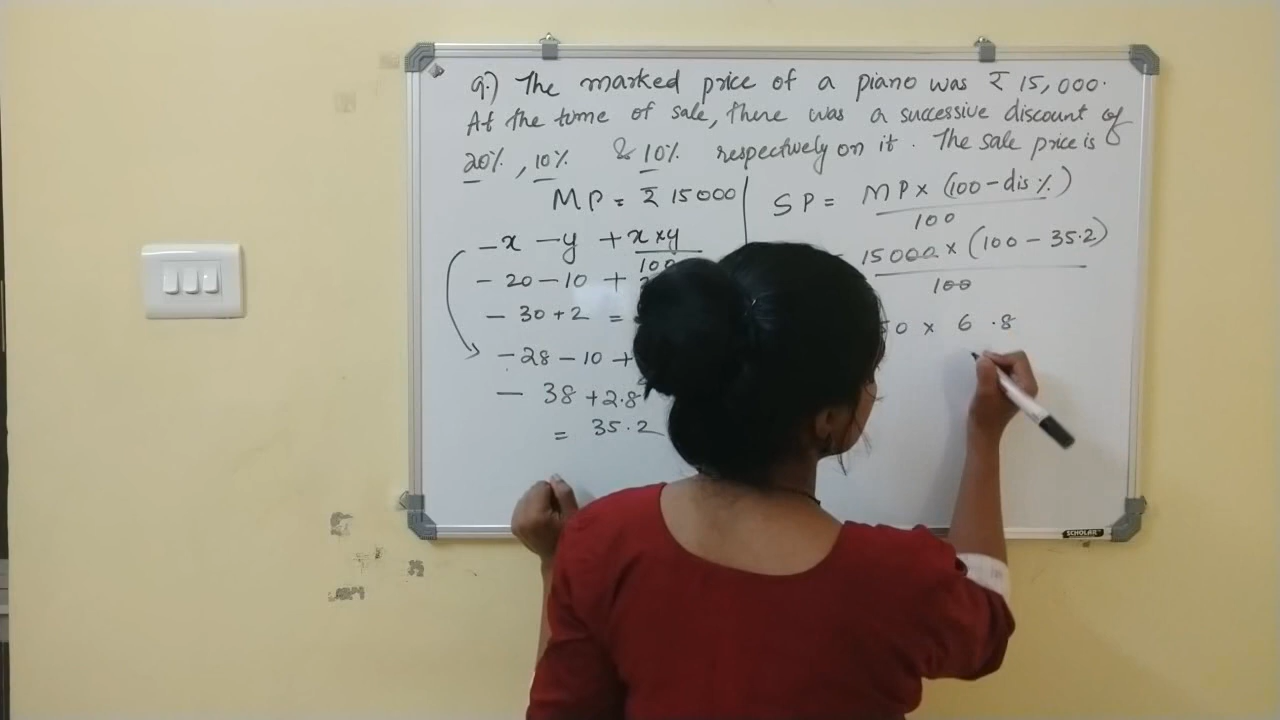 Q.) The marked price of a piano was ₹ 15,000.
At the time of sale, there was a successive discount of
20%, 10% & 10% respectively on it. The sale price is
MP = ₹ 15000
- x - y + x × y
100
- 20 - 10 +
- 30 + 2 =
- 28 - 10 +
- 38 + 2.8
= 35.2
SP = MP × (100 - dis %)
100
15000 × (100 - 35.2)
100
0 × 6 .8
SCHOLAR